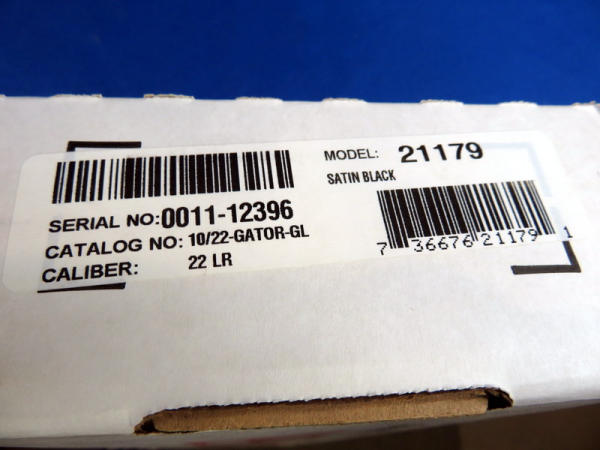 MODEL: 21179
SATIN BLACK
SERIAL NO:0011-12396
CATALOG NO: 10/22-GATOR-GL
CALIBER: 22 LR
7 36676 21179 1